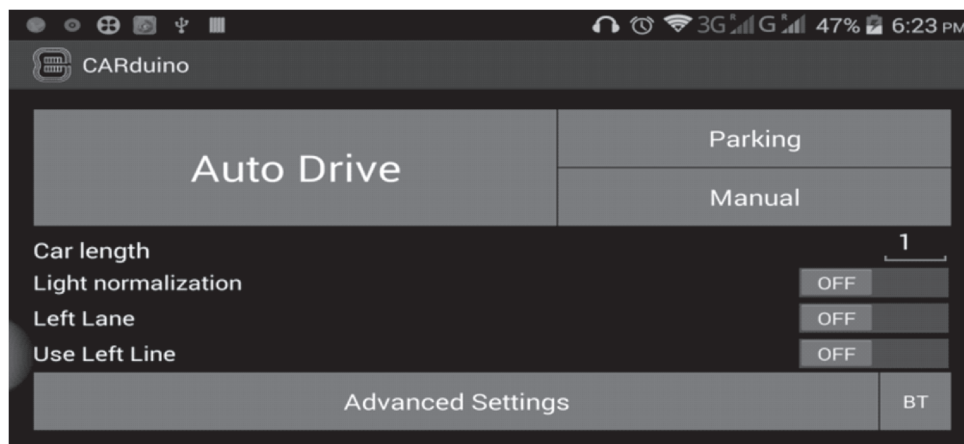 3G R G R 47% 6:23 PM
CARduino
Auto Drive
Parking
Manual
Car length 1
Light normalization OFF
Left Lane OFF
Use Left Line OFF
Advanced Settings BT